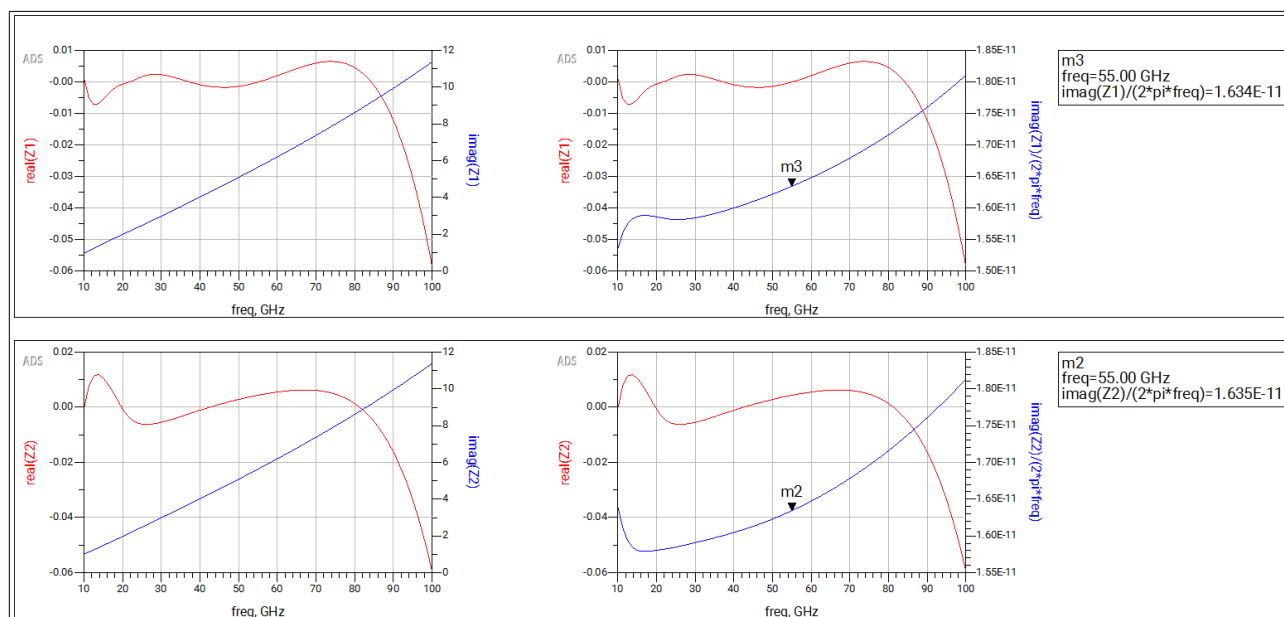 ADS
0.01
-0.00
-0.01
-0.02
-0.03
-0.04
-0.05
-0.06
real(Z1)
12
10
8
6
4
2
0
imag(Z1)
10 20 30 40 50 60 70 80 90 100
freq, GHz
ADS
0.01
-0.00
-0.01
-0.02
-0.03
-0.04
-0.05
-0.06
real(Z1)
m3
1.85E-11
1.80E-11
1.75E-11
1.70E-11
1.65E-11
1.60E-11
1.55E-11
1.50E-11
imag(Z1)/(2*pi*freq)
10 20 30 40 50 60 70 80 90 100
freq, GHz
m3
freq=55.00 GHz
imag(Z1)/(2*pi*freq)=1.634E-11
ADS
0.02
0.00
-0.02
-0.04
-0.06
real(Z2)
12
10
8
6
4
2
0
imag(Z2)
10 20 30 40 50 60 70 80 90 100
freq, GHz
ADS
0.02
0.00
-0.02
-0.04
-0.06
real(Z2)
m2
1.85E-11
1.80E-11
1.75E-11
1.70E-11
1.65E-11
1.60E-11
1.55E-11
imag(Z2)/(2*pi*freq)
10 20 30 40 50 60 70 80 90 100
freq, GHz
m2
freq=55.00 GHz
imag(Z2)/(2*pi*freq)=1.635E-11